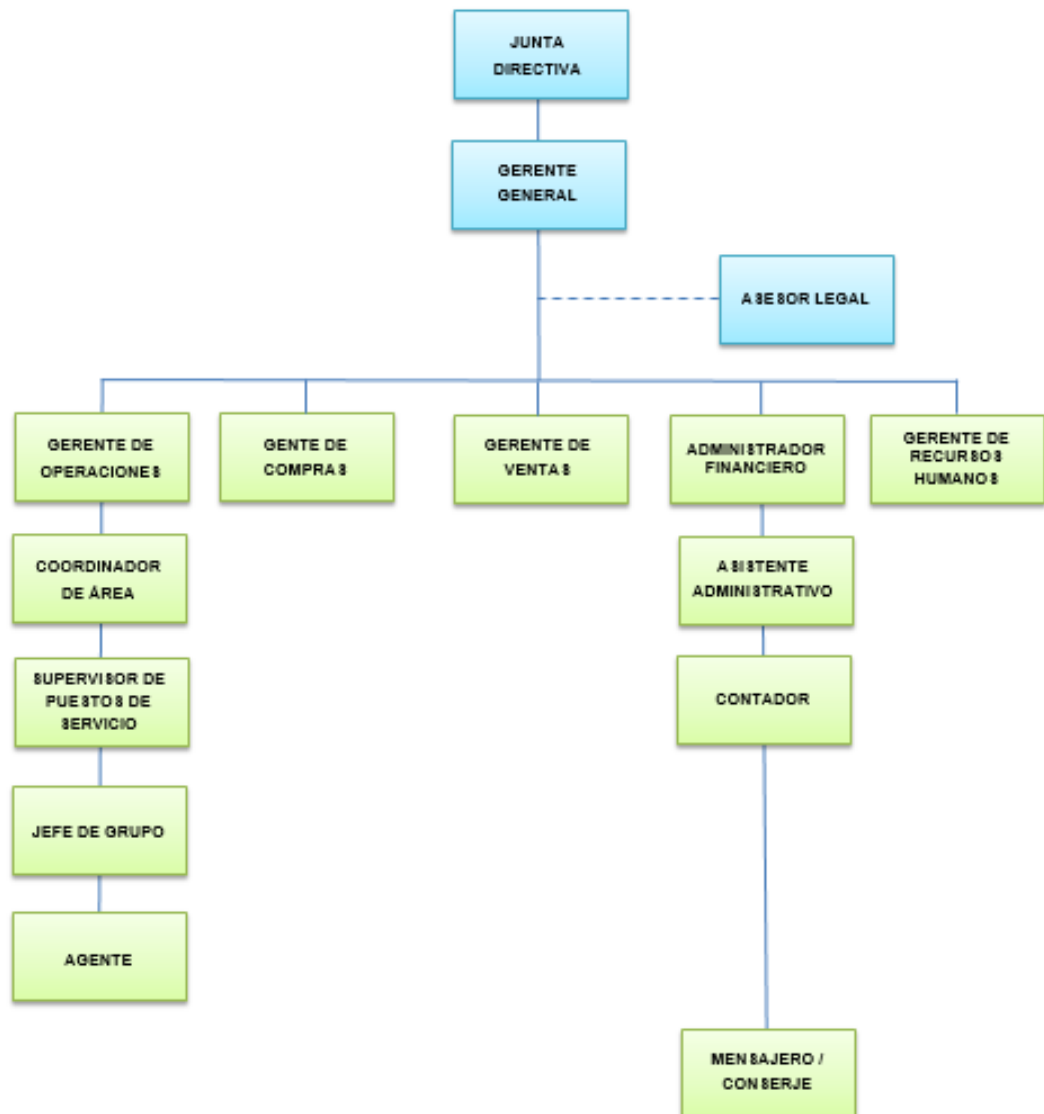 JUNTA
DIRECTIVA
GERENTE
GENERAL
ASESOR LEGAL
GERENTE DE
OPERACIONES
GENTE DE
COMPRAS
GERENTE DE
VENTAS
ADMINISTRADOR
FINANCIERO
GERENTE DE
RECURSOS
HUMANOS
COORDINADOR
DE ÁREA
ASISTENTE
ADMINISTRATIVO
SUPERVISOR DE
PUESTOS DE
SERVICIO
CONTADOR
JEFE DE GRUPO
AGENTE
MENSAJERO /
CONSERJE